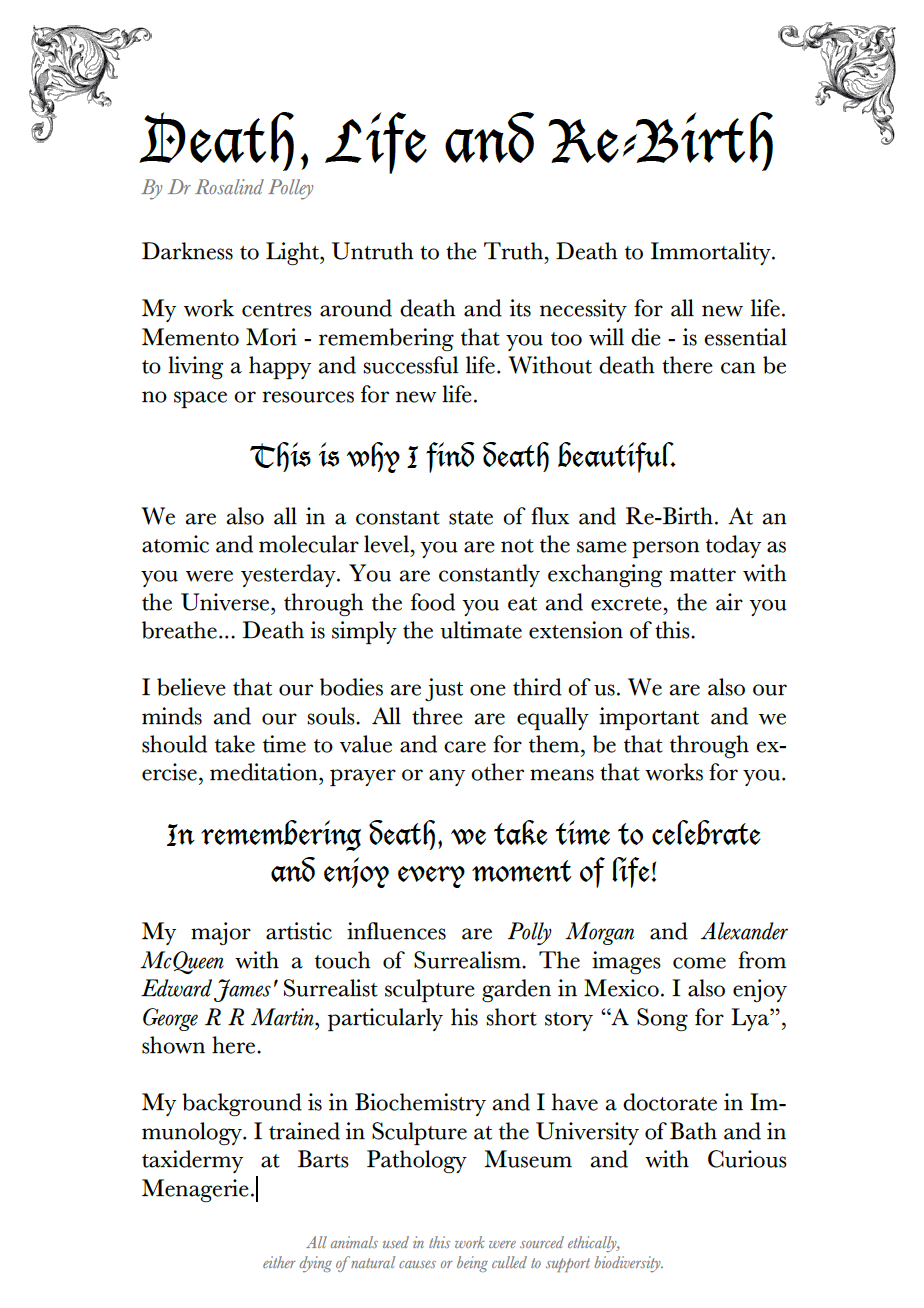 Death, Life and Re-Birth
By Dr Rosalind Polley
Darkness to Light, Untruth to the Truth, Death to Immortality.
My work centres around death and its necessity for all new life.
Memento Mori - remembering that you too will die - is essential
to living a happy and successful life. Without death there can be
no space or resources for new life.
This is why I find death beautiful.
We are also all in a constant state of flux and Re-Birth. At an
atomic and molecular level, you are not the same person today as
you were yesterday. You are constantly exchanging matter with
the Universe, through the food you eat and excrete, the air you
breathe... Death is simply the ultimate extension of this.
I believe that our bodies are just one third of us. We are also our
minds and our souls. All three are equally important and we
should take time to value and care for them, be that through ex-
ercise, meditation, prayer or any other means that works for you.
In remembering death, we take time to celebrate
and enjoy every moment of life!
My major artistic influences are Polly Morgan and Alexander
McQueen with a touch of Surrealism. The images come from
Edward James' Surrealist sculpture garden in Mexico. I also enjoy
George R R Martin, particularly his short story “A Song for Lya”,
shown here.
My background is in Biochemistry and I have a doctorate in Im-
munology. I trained in Sculpture at the University of Bath and in
taxidermy at Barts Pathology Museum and with Curious
Menagerie.
All animals used in this work were sourced ethically,
either dying of natural causes or being culled to support biodiversity.